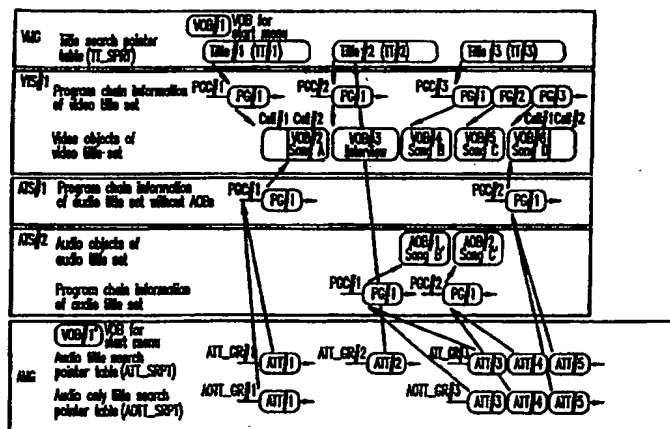 VOB#1 VOB for
start menu
VMG Title search pointer
table (TT_SRPT)
Title#1 (TT#1) Title#2 (TT#2) Title#3 (TT#3)
VTS#1
Program chain information
of video title set
PGC#1 PG#1 PGC#2 PG#1 PGC#3 PG#1 PG#2 PG#3
Cell#1 Cell#2 Cell#1 Cell#2
Video objects of
video title set
VOB#2 Song A VOB#3 Interview VOB#4 Song B VOB#5 Song C VOB#6 Song D
ATS#1 Program chain information
of audio title set without AOBs
PGC#1 PG#1 PGC#2 PG#1
ATS#2 Audio objects of
audio title set
AOB#1 Song B' AOB#2 Song C'
Program chain information
of audio title set
PGC#1 PG#1 PGC#2 PG#1
VOB#1' VOB for
start menu
AMG
Audio title search
pointer table (ATT_SRPT)
ATT_GR#1 ATT#1 ATT_GR#2 ATT#2 ATT_GR#3 ATT#3 ATT#4 ATT#5
Audio only title search
pointer table (AOTT_SRPT)
AOTT_GR#1 ATT#1 AOTT_GR#3 ATT#3 ATT#4 ATT#5